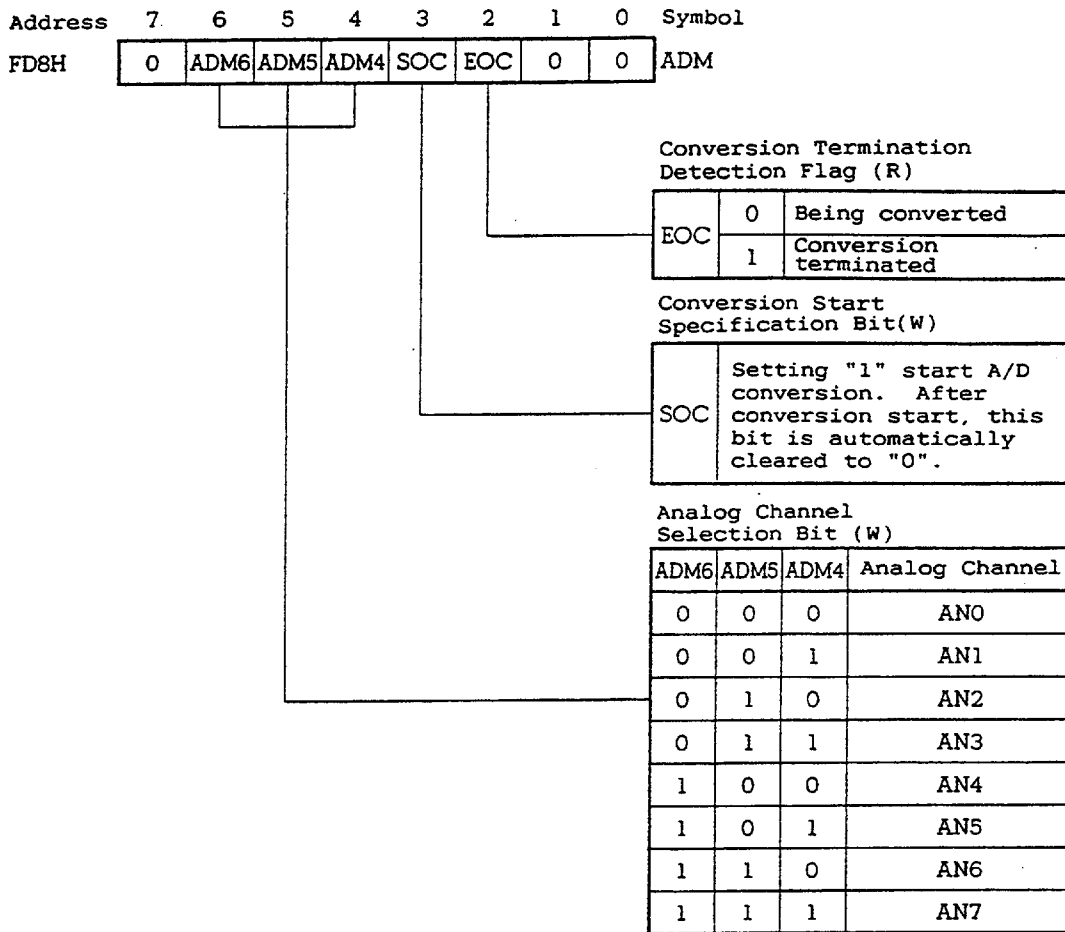 Address 7 6 5 4 3 2 1 0 Symbol
FD8H 0 ADM6 ADM5 ADM4 SOC EOC 0 0 ADM
Conversion Termination
Detection Flag (R)
EOC 0 Being converted
1 Conversion
terminated
Conversion Start
Specification Bit(W)
SOC Setting "1" start A/D
conversion. After
conversion start, this
bit is automatically
cleared to "0".
Analog Channel
Selection Bit (W)
ADM6 ADM5 ADM4 Analog Channel
0 0 0 AN0
0 0 1 AN1
0 1 0 AN2
0 1 1 AN3
1 0 0 AN4
1 0 1 AN5
1 1 0 AN6
1 1 1 AN7